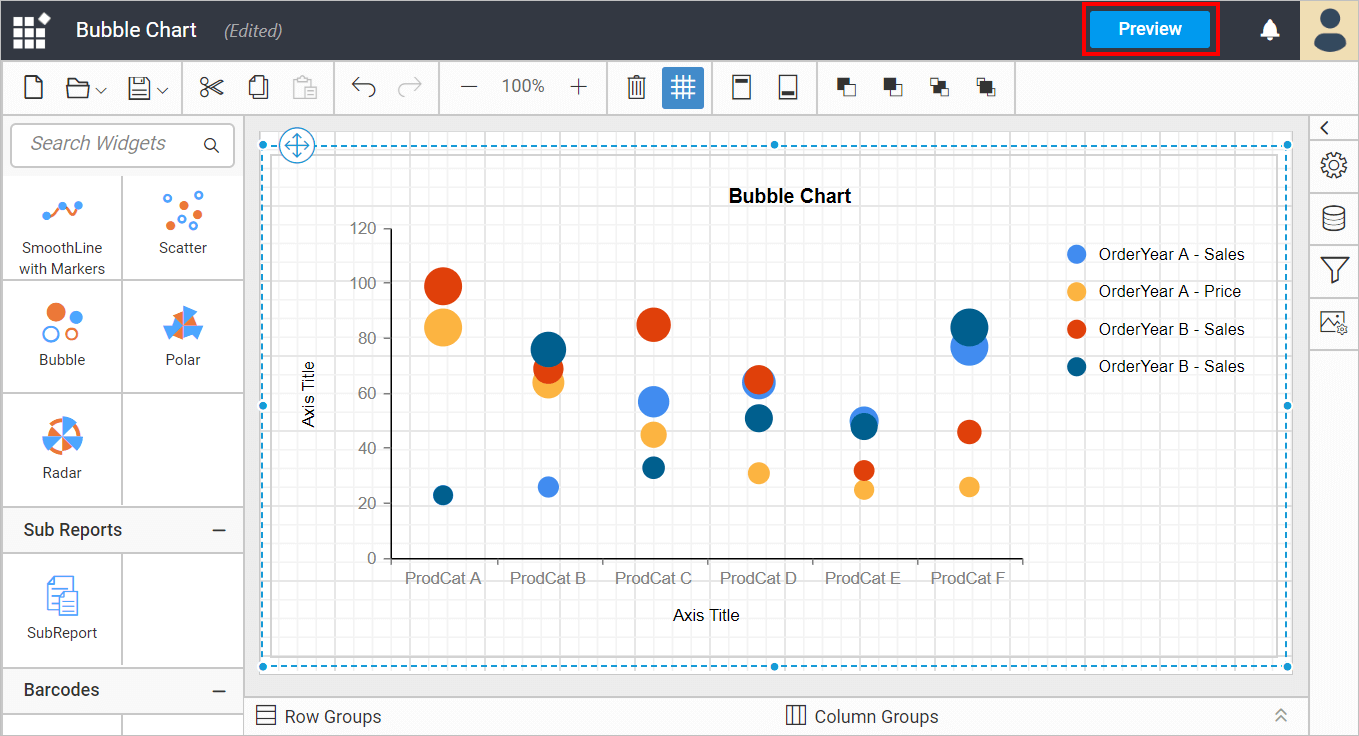 Bubble Chart (Edited) Preview
100%
Search Widgets
SmoothLine
with Markers
Scatter
Bubble
Polar
Radar
Sub Reports
SubReport
Barcodes
Bubble Chart
120
100
80
60
40
20
0
Axis Title
ProdCat A ProdCat B ProdCat C ProdCat D ProdCat E ProdCat F
Axis Title
OrderYear A - Sales
OrderYear A - Price
OrderYear B - Sales
OrderYear B - Sales
Row Groups Column Groups